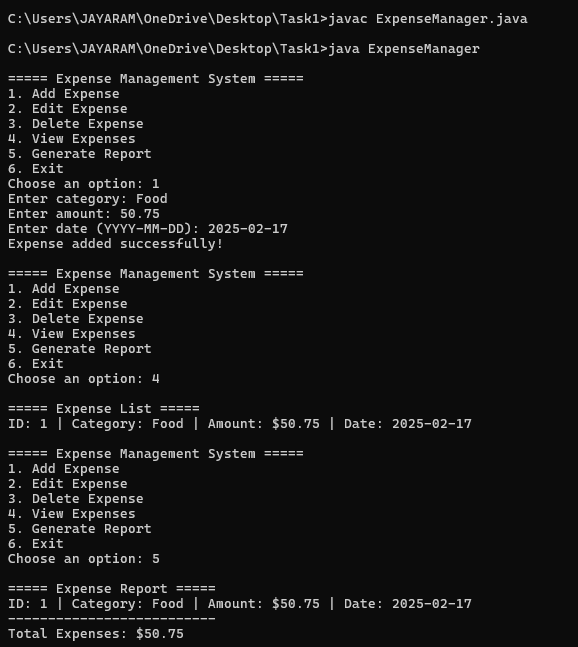 C:\Users\JAYARAM\OneDrive\Desktop\Task1>javac ExpenseManager.java
C:\Users\JAYARAM\OneDrive\Desktop\Task1>java ExpenseManager
===== Expense Management System =====
1. Add Expense
2. Edit Expense
3. Delete Expense
4. View Expenses
5. Generate Report
6. Exit
Choose an option: 1
Enter category: Food
Enter amount: 50.75
Enter date (YYYY-MM-DD): 2025-02-17
Expense added successfully!
===== Expense Management System =====
1. Add Expense
2. Edit Expense
3. Delete Expense
4. View Expenses
5. Generate Report
6. Exit
Choose an option: 4
===== Expense List =====
ID: 1 | Category: Food | Amount: $50.75 | Date: 2025-02-17
===== Expense Management System =====
1. Add Expense
2. Edit Expense
3. Delete Expense
4. View Expenses
5. Generate Report
6. Exit
Choose an option: 5
===== Expense Report =====
ID: 1 | Category: Food | Amount: $50.75 | Date: 2025-02-17
--------------------------
Total Expenses: $50.75